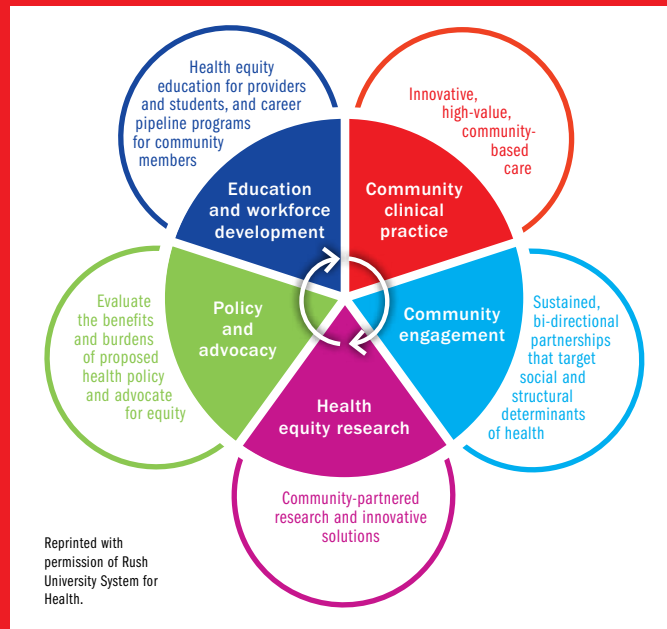 Health equity
education for providers
and students, and career
pipeline programs
for community
members
Education
and workforce
development
Innovative,
high-value,
community-
based
care
Community
clinical
practice
Sustained,
bi-directional
partnerships
that target
social and
structural
determinants
of health
Community
engagement
Health
equity research
Community-partnered
research and innovative
solutions
Policy
and
advocacy
Evaluate
the benefits
and burdens
of proposed
health policy
and advocate
for equity
Reprinted with
permission of Rush
University System for
Health.